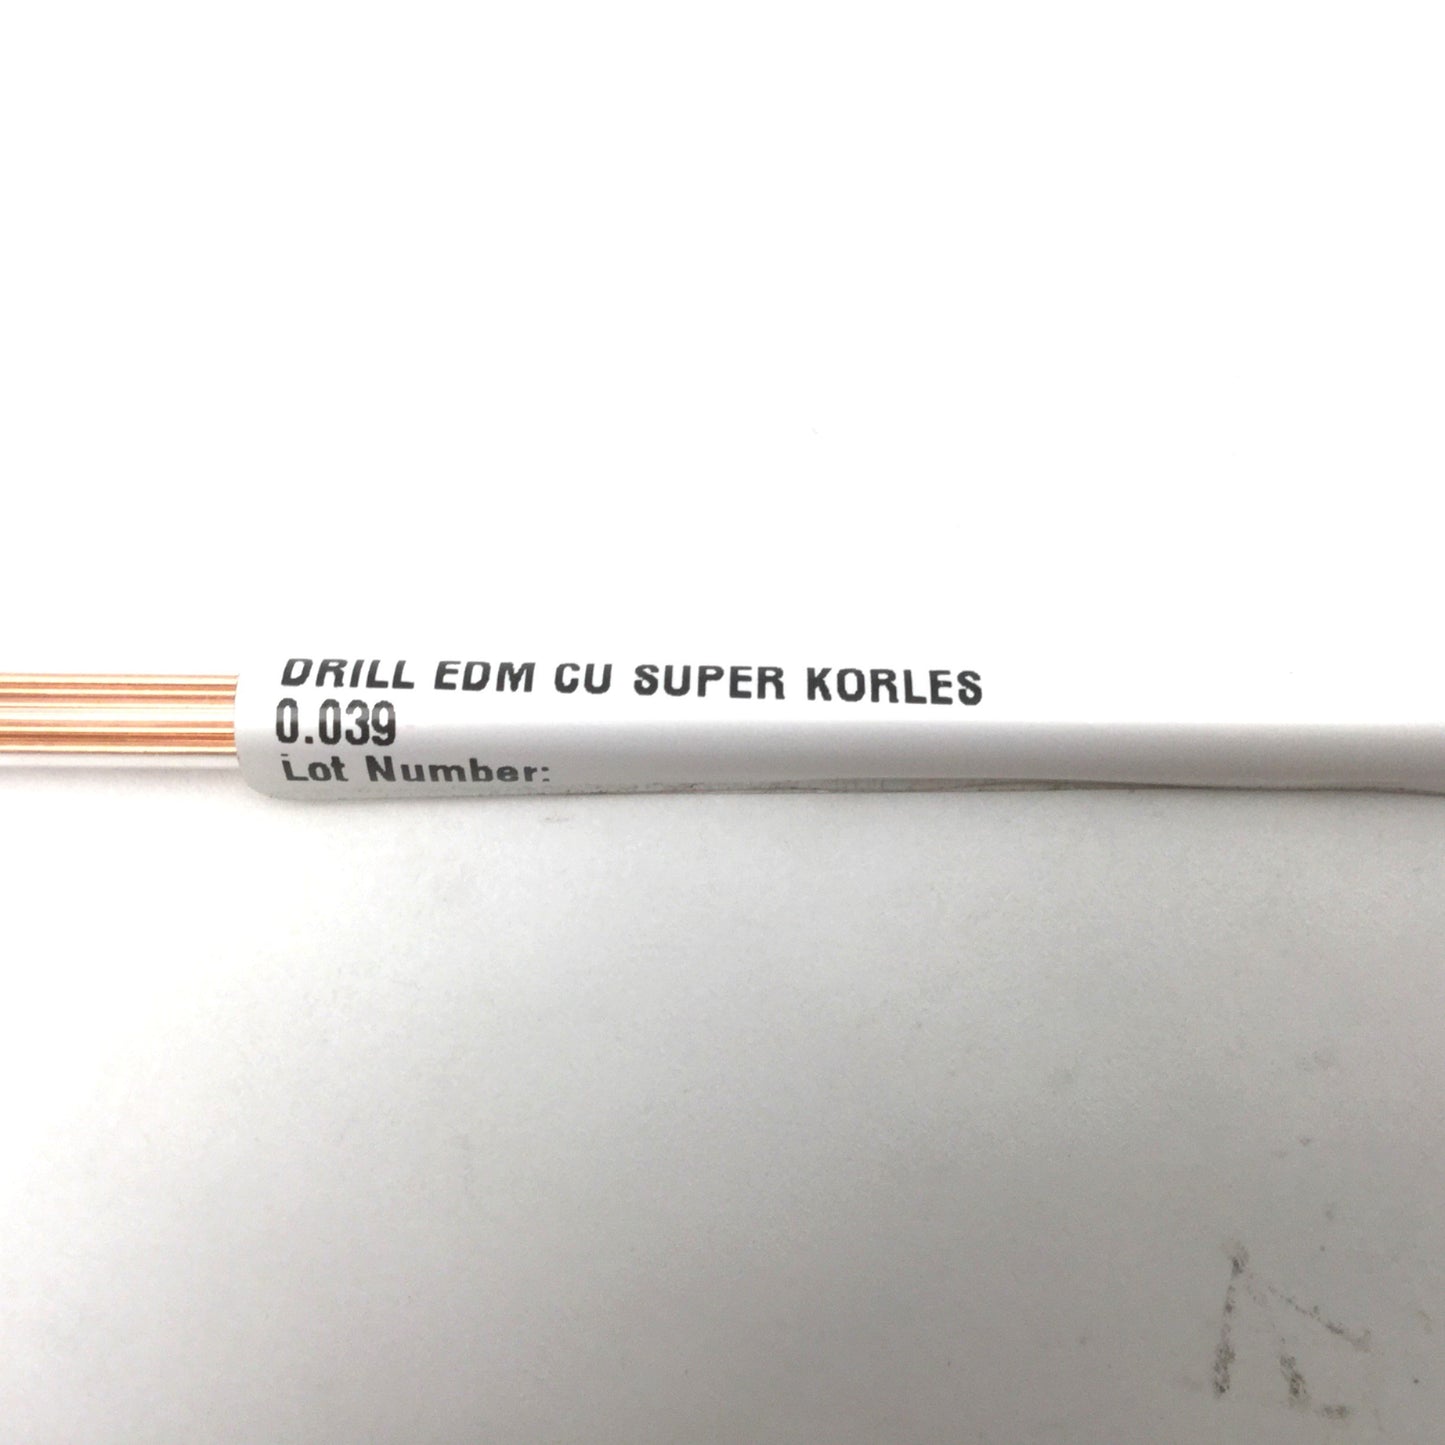 DRILL EDM CU SUPER KORLES
0.039
Lot Number: